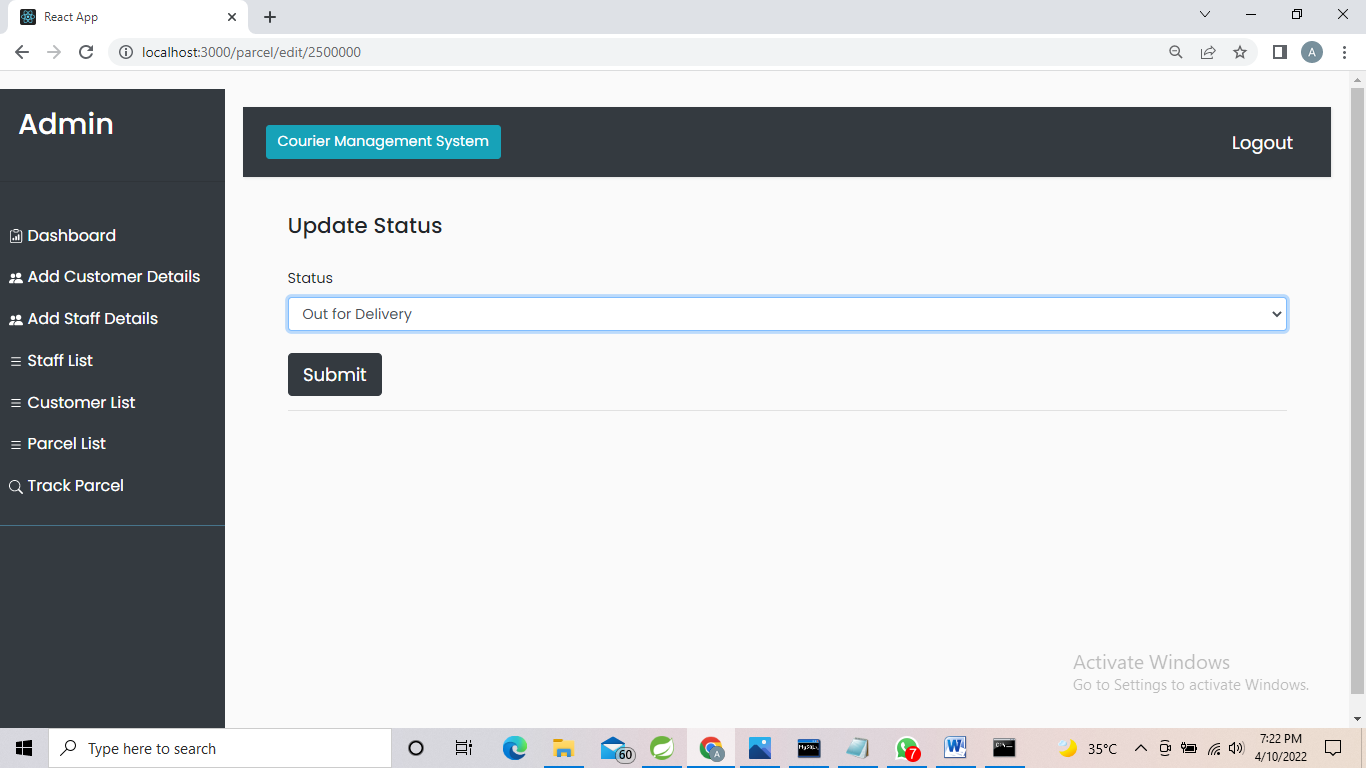 React App
localhost:3000/parcel/edit/2500000
A
Admin
Courier Management System
Logout
Dashboard
Add Customer Details
Add Staff Details
Staff List
Customer List
Parcel List
Track Parcel
Update Status
Status
Out for Delivery
Submit
Activate Windows
Go to Settings to activate Windows.
Type here to search
60
A
MySQL
7
W
35°C
7:22 PM
4/10/2022